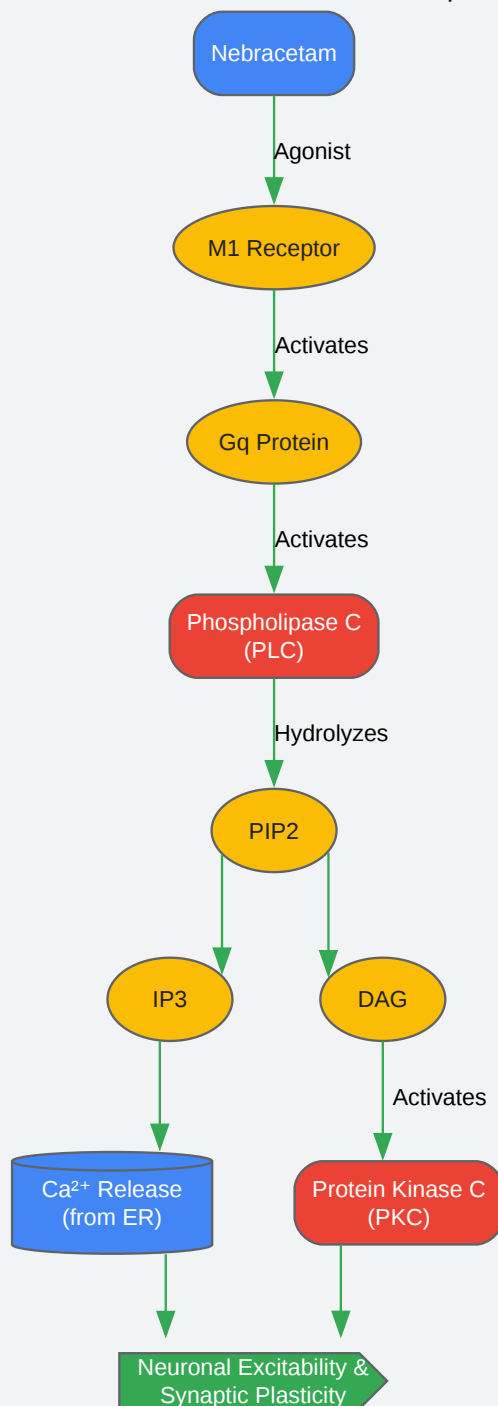 Nebracetam
Agonist
M1 Receptor
Activates
Gq Protein
Activates
Phospholipase C
(PLC)
Hydrolyzes
PIP2
IP3
DAG
Activates
Ca²⁺ Release
(from ER)
Protein Kinase C
(PKC)
Neuronal Excitability &
Synaptic Plasticity